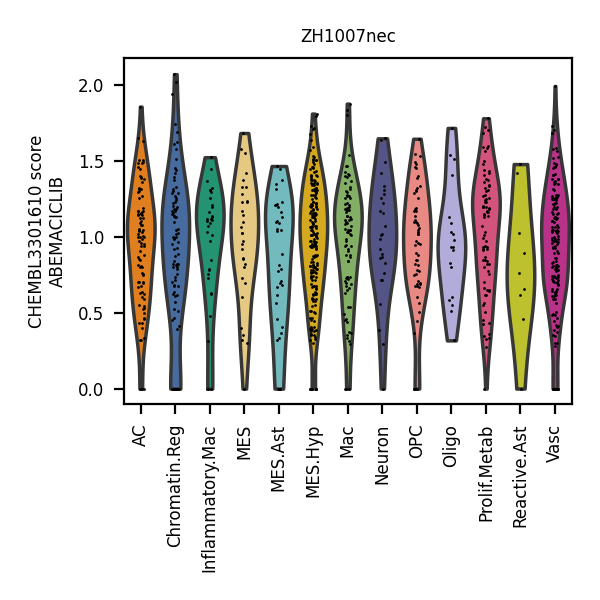 ZH1007nec
CHEMBL3301610 score
ABEMACICLIB
2.0
1.5
1.0
0.5
0.0
AC
Chromatin.Reg
Inflammatory.Mac
MES
MES.Ast
MES.Hyp
Mac
Neuron
OPC
Oligo
Prolif.Metab
Reactive.Ast
Vasc